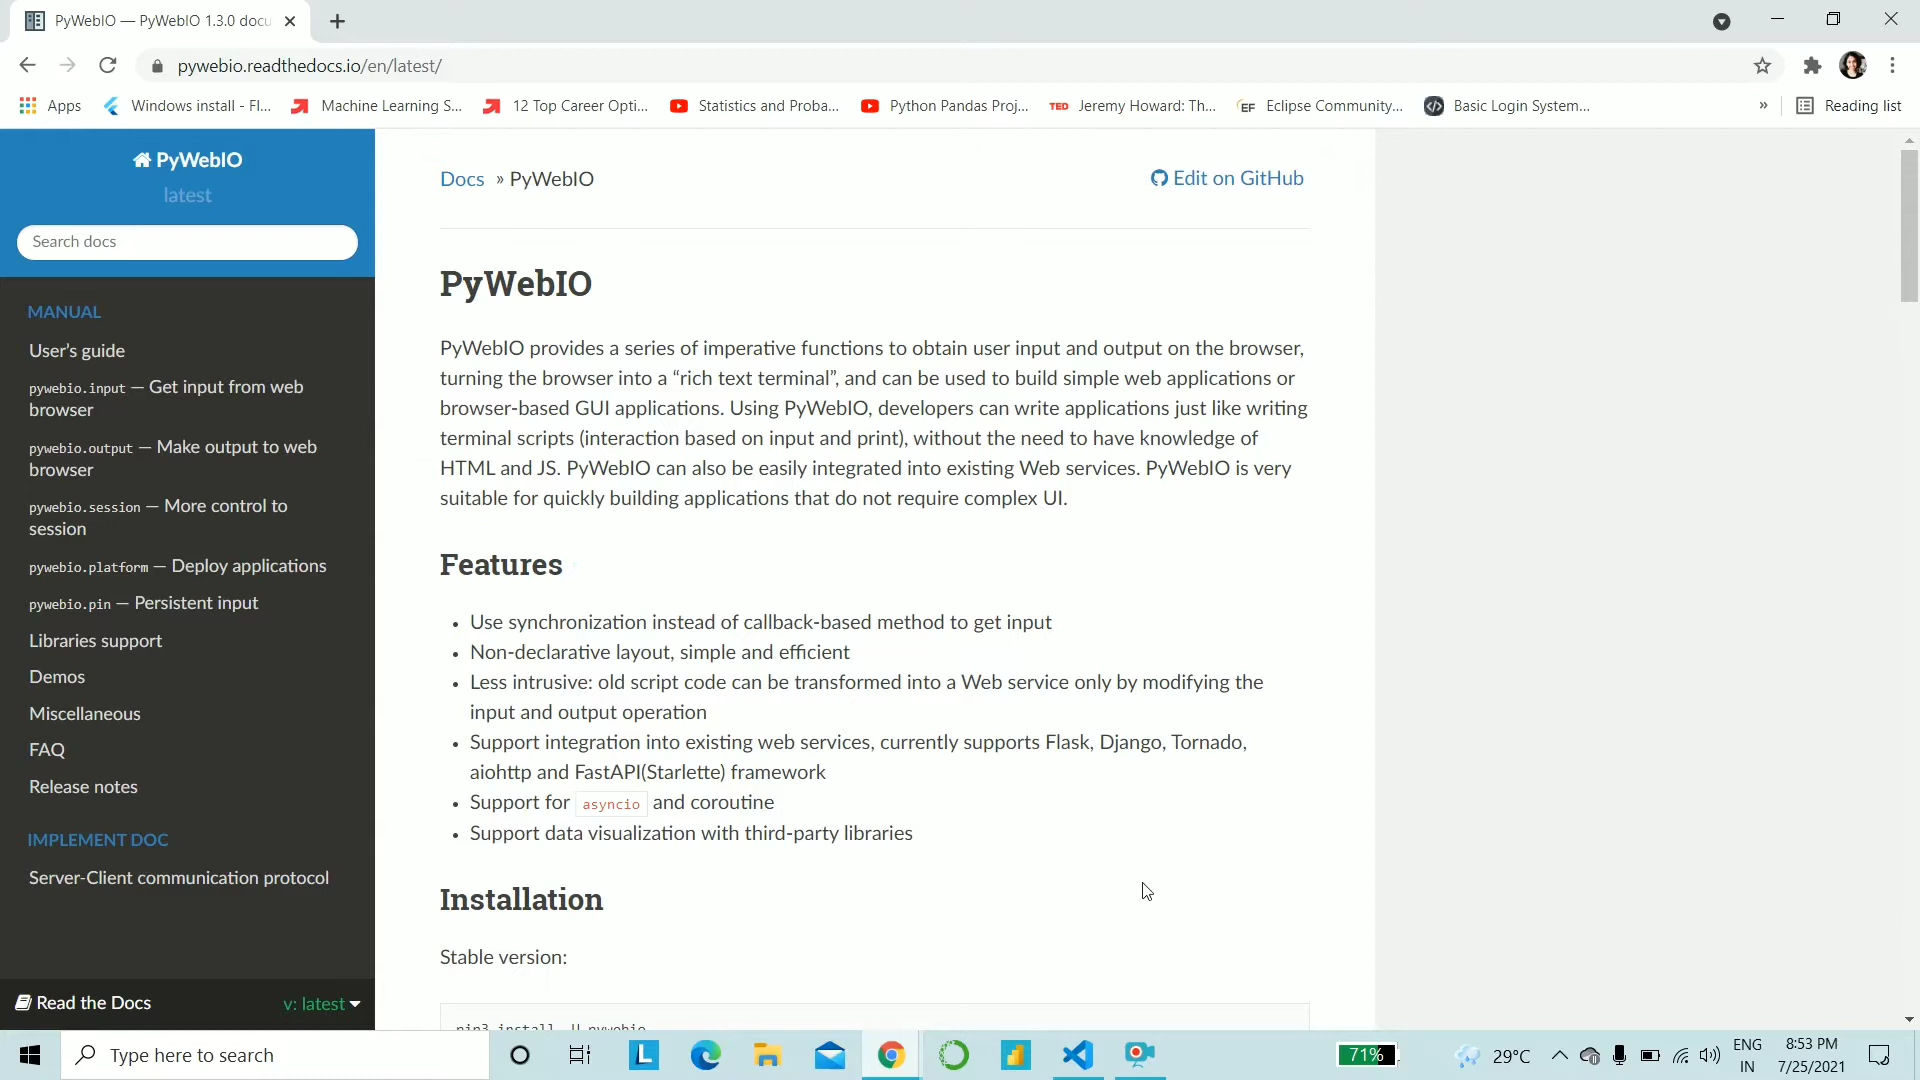 PyWebIO — PyWebIO 1.3.0 docu
pywebio.readthedocs.io/en/latest/
Apps
Windows install - Fl...
Machine Learning S...
12 Top Career Opti...
Statistics and Proba...
Python Pandas Proj...
TED
Jeremy Howard: Th...
EF
Eclipse Community...
Basic Login System...
»
Reading list
PyWebIO
latest
Search docs
MANUAL
User’s guide
pywebio.input — Get input from web
browser
pywebio.output — Make output to web
browser
pywebio.session — More control to
session
pywebio.platform — Deploy applications
pywebio.pin — Persistent input
Libraries support
Demos
Miscellaneous
FAQ
Release notes
IMPLEMENT DOC
Server-Client communication protocol
Read the Docs
v: latest
Docs » PyWebIO
Edit on GitHub
PyWebIO
PyWebIO provides a series of imperative functions to obtain user input and output on the browser,
turning the browser into a “rich text terminal”, and can be used to build simple web applications or
browser-based GUI applications. Using PyWebIO, developers can write applications just like writing
terminal scripts (interaction based on input and print), without the need to have knowledge of
HTML and JS. PyWebIO can also be easily integrated into existing Web services. PyWebIO is very
suitable for quickly building applications that do not require complex UI.
Features
• Use synchronization instead of callback-based method to get input
• Non-declarative layout, simple and efficient
• Less intrusive: old script code can be transformed into a Web service only by modifying the
input and output operation
• Support integration into existing web services, currently supports Flask, Django, Tornado,
aiohttp and FastAPI(Starlette) framework
• Support for asyncio and coroutine
• Support data visualization with third-party libraries
Installation
Stable version:
pip3 install -U pywebio
Type here to search
L
71%
29°C
ENG
IN
8:53 PM
7/25/2021